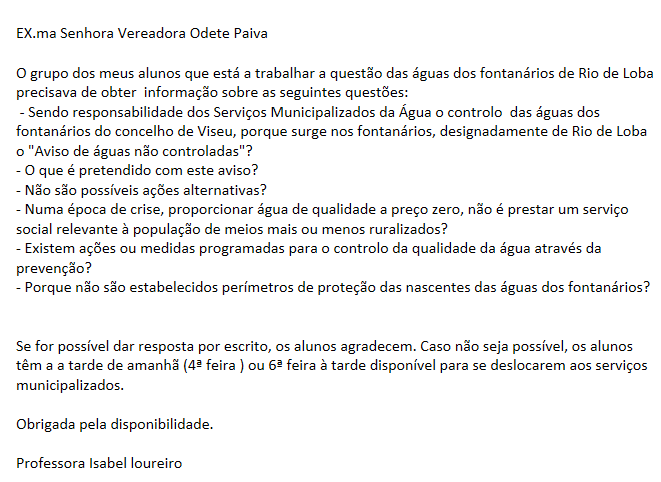 EX.ma Senhora Vereadora Odete Paiva
O grupo dos meus alunos que está a trabalhar a questão das águas dos fontanários de Rio de Loba
precisava de obter  informação sobre as seguintes questões:
- Sendo responsabilidade dos Serviços Municipalizados da Água o controlo  das águas dos
fontanários do concelho de Viseu, porque surge nos fontanários, designadamente de Rio de Loba
o "Aviso de águas não controladas"?
- O que é pretendido com este aviso?
- Não são possíveis ações alternativas?
- Numa época de crise, proporcionar água de qualidade a preço zero, não é prestar um serviço
social relevante à população de meios mais ou menos ruralizados?
- Existem ações ou medidas programadas para o controlo da qualidade da água através da
prevenção?
- Porque não são estabelecidos perímetros de proteção das nascentes das águas dos fontanários?
Se for possível dar resposta por escrito, os alunos agradecem. Caso não seja possível, os alunos
têm a a tarde de amanhã (4ª feira ) ou 6ª feira à tarde disponível para se deslocarem aos serviços
municipalizados.
Obrigada pela disponibilidade.
Professora Isabel loureiro